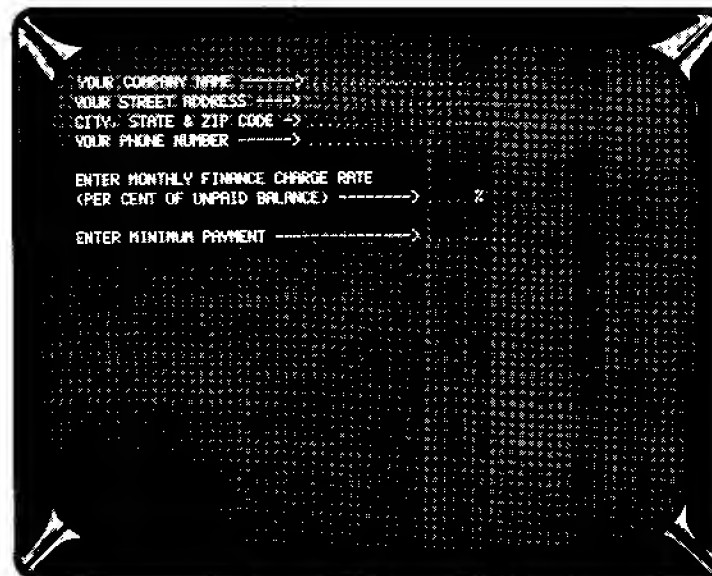 YOUR COMPANY NAME ------>....................
YOUR STREET ADDRESS ---->....................
CITY, STATE & ZIP CODE ->....................
YOUR PHONE NUMBER ------>............
ENTER MONTHLY FINANCE CHARGE RATE
(PER CENT OF UNPAID BALANCE) -------->.....%
ENTER MINIMUM PAYMENT --------------->........